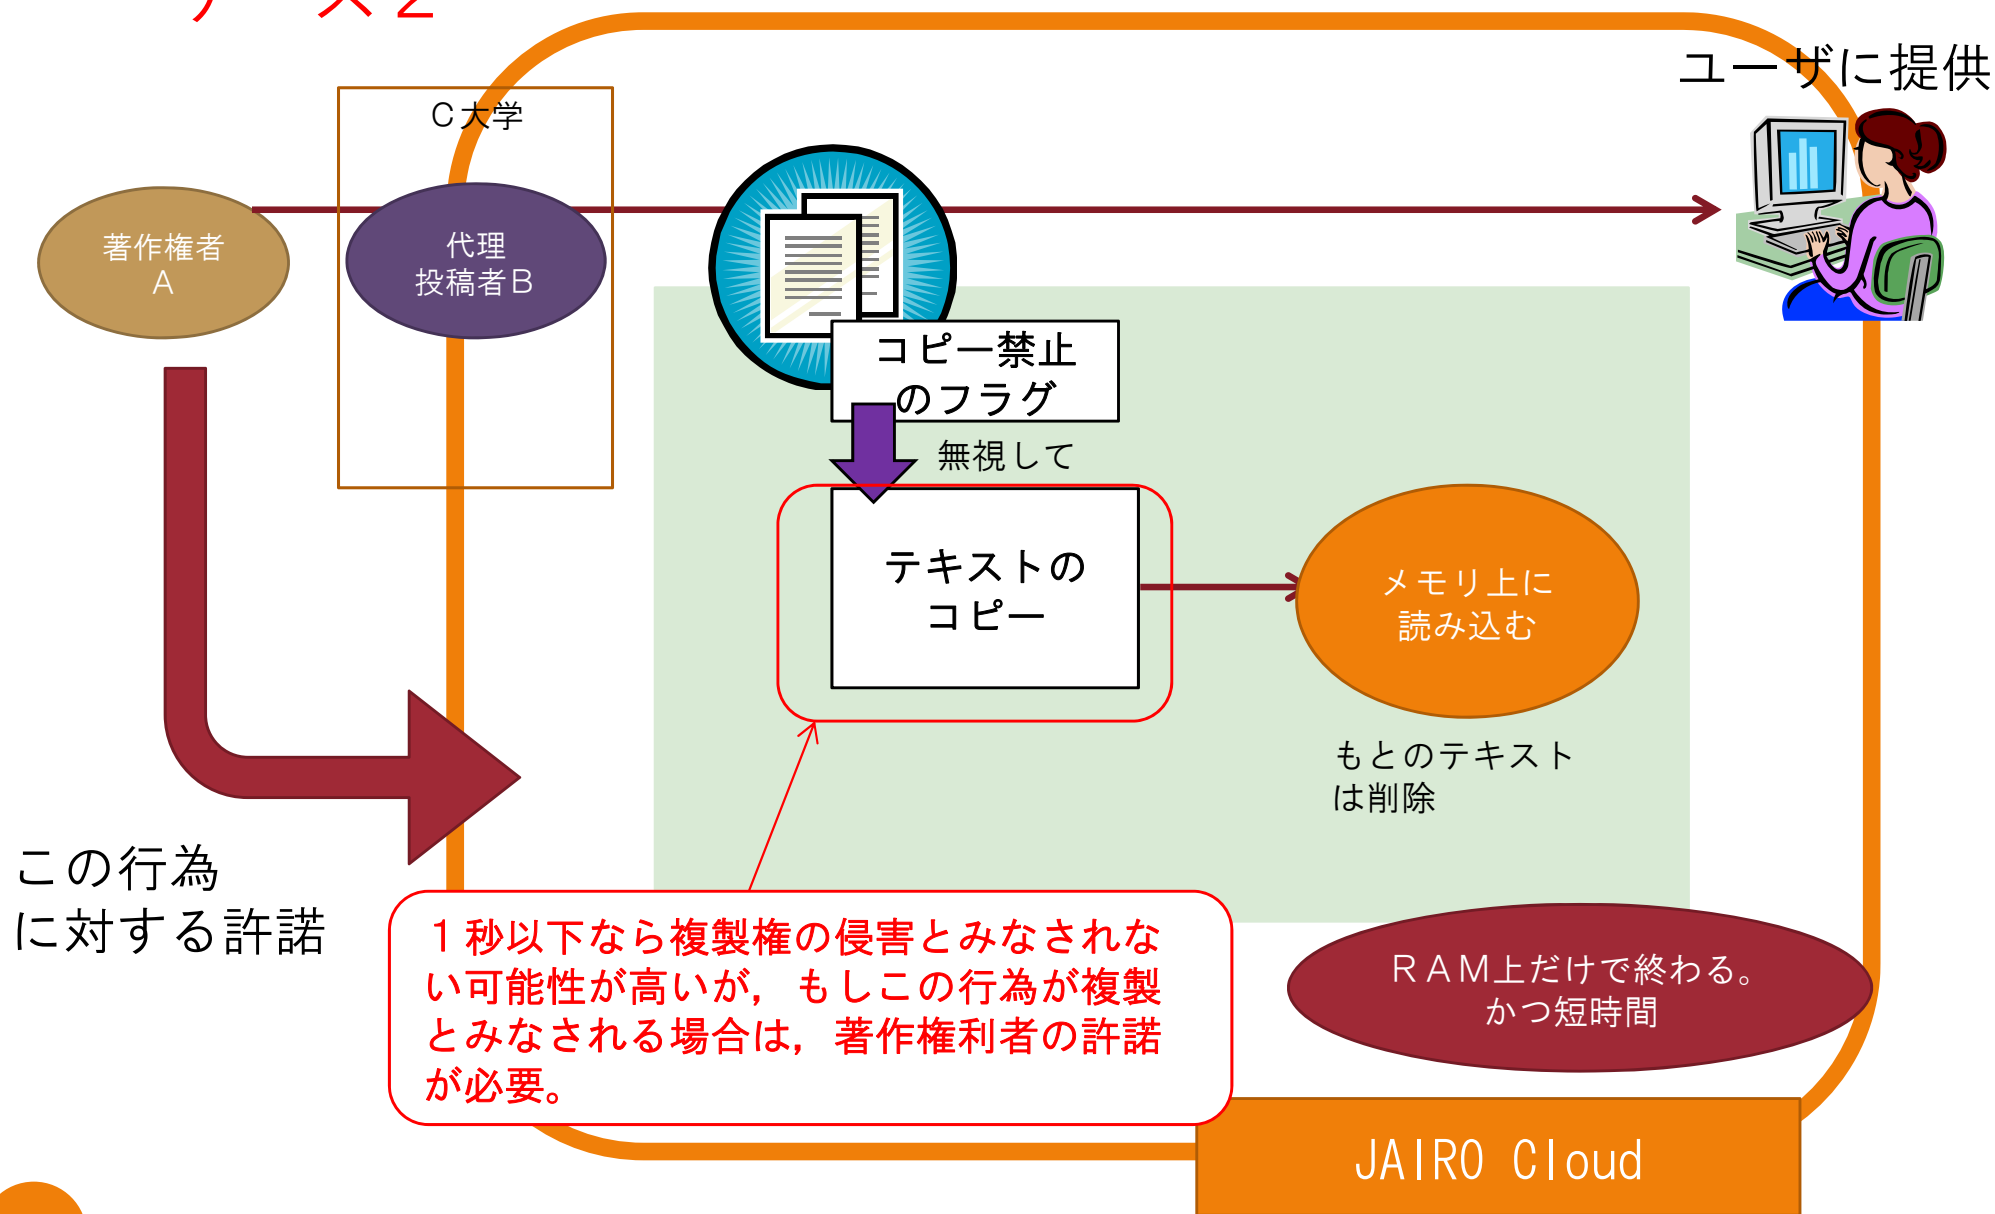 ケース2
ユーザに提供
C大学
著作権者
A
代理
投稿者B
コピー禁止
のフラグ
無視して
テキストの
コピー
メモリ上に
読み込む
もとのテキスト
は削除
この行為
に対する許諾
1秒以下なら複製権の侵害とみなされな
い可能性が高いが，もしこの行為が複製
とみなされる場合は，著作権利者の許諾
が必要。
RAM上だけで終わる。
かつ短時間
JAIRO Cloud